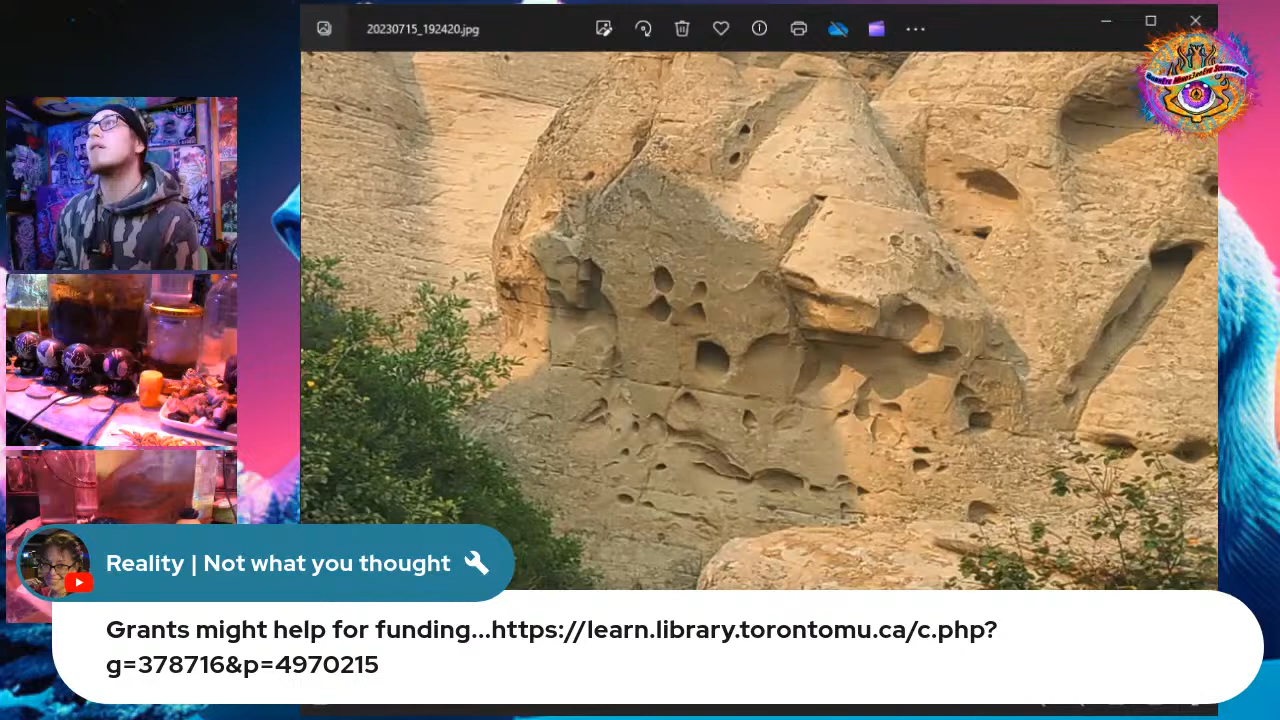 20230715_192420.jpg
Reality | Not what you thought
Grants might help for funding...https://learn.library.torontomu.ca/c.php?
g=378716&p=4970215